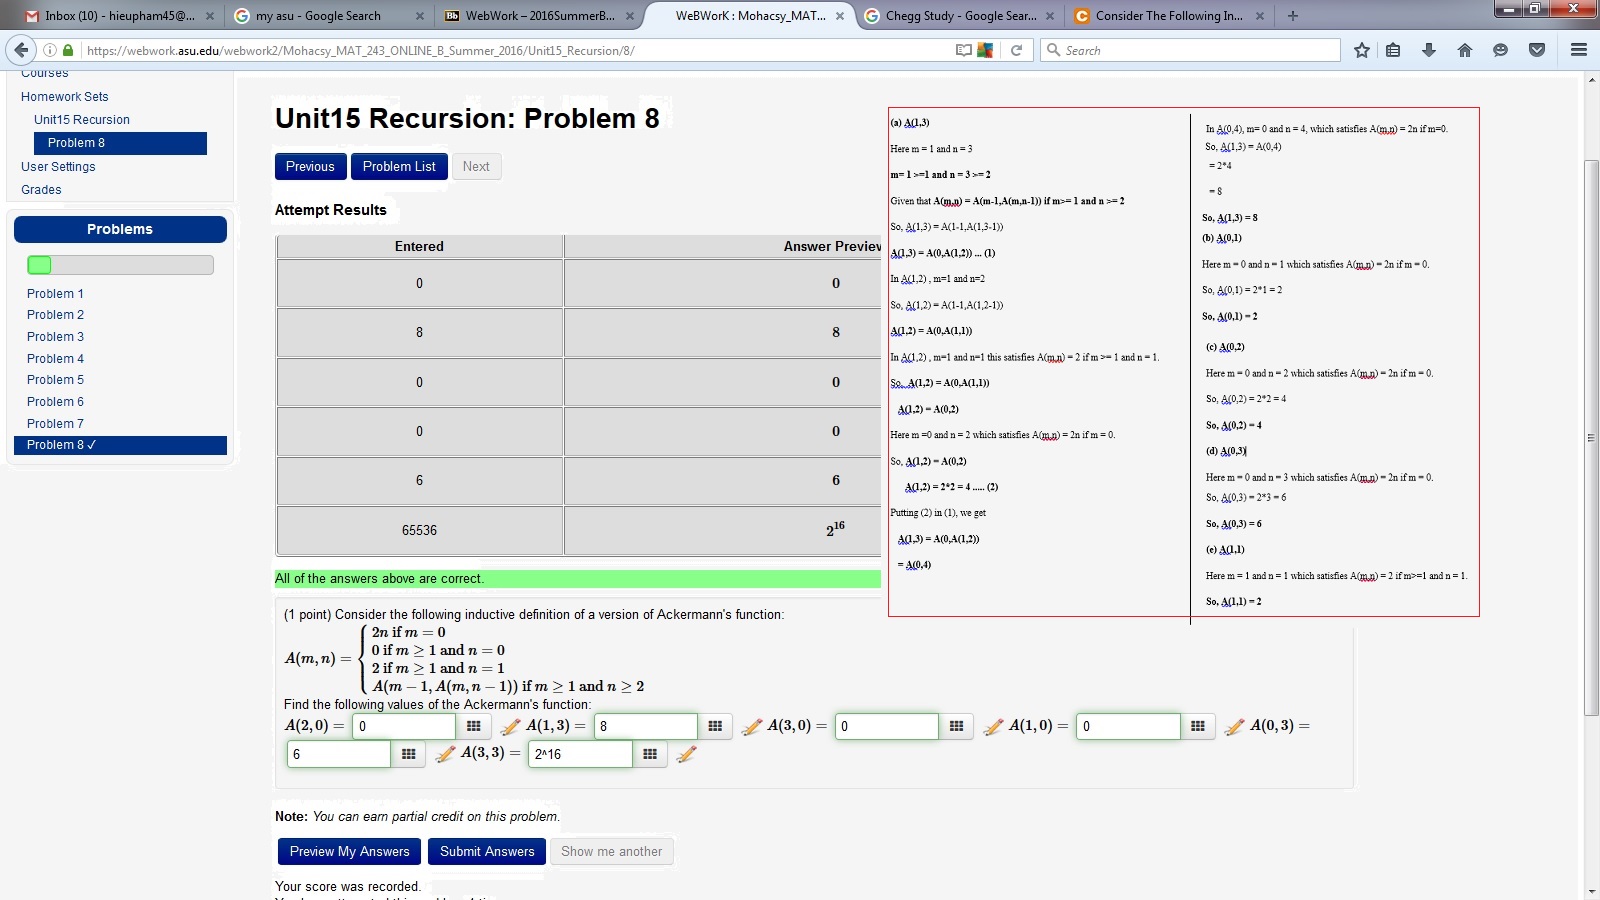 Inbox (10) - hieupham45@...
my asu - Google Search
Bb WebWork – 2016SummerB...
WeBWorK : Mohacsy_MAT...
Chegg Study - Google Sear...
C Consider The Following In...
https://webwork.asu.edu/webwork2/Mohacsy_MAT_243_ONLINE_B_Summer_2016/Unit15_Recursion/8/
Search
Courses
Homework Sets
Unit15 Recursion
Problem 8
User Settings
Grades
Problems
Problem 1
Problem 2
Problem 3
Problem 4
Problem 5
Problem 6
Problem 7
Problem 8 ✓
Unit15 Recursion: Problem 8
Previous
Problem List
Next
Attempt Results
Entered Answer Preview
0 0
8 8
0 0
0 0
6 6
65536 2^16
All of the answers above are correct.
(a) A(1,3)
Here m = 1 and n = 3
m= 1 >=1 and n = 3 >= 2
Given that A(m,n) = A(m-1,A(m,n-1)) if m>= 1 and n >= 2
So, A(1,3) = A(1-1,A(1,3-1))
A(1,3) = A(0,A(1,2)) ... (1)
In A(1,2) , m=1 and n=2
So, A(1,2) = A(1-1,A(1,2-1))
A(1,2) = A(0,A(1,1))
In A(1,2) , m=1 and n=1 this satisfies A(m,n) = 2 if m >= 1 and n = 1.
So, A(1,2) = A(0,A(1,1))
A(1,2) = A(0,2)
Here m =0 and n = 2 which satisfies A(m,n) = 2n if m = 0.
So, A(1,2) = A(0,2)
A(1,2) = 2*2 = 4 ..... (2)
Putting (2) in (1), we get
A(1,3) = A(0,A(1,2))
= A(0,4)
In A(0,4), m= 0 and n = 4, which satisfies A(m,n) = 2n if m=0.
So, A(1,3) = A(0,4)
= 2*4
= 8
So, A(1,3) = 8
(b) A(0,1)
Here m = 0 and n = 1 which satisfies A(m,n) = 2n if m = 0.
So, A(0,1) = 2*1 = 2
So, A(0,1) = 2
(c) A(0,2)
Here m = 0 and n = 2 which satisfies A(m,n) = 2n if m = 0.
So, A(0,2) = 2*2 = 4
So, A(0,2) = 4
(d) A(0,3)
Here m = 0 and n = 3 which satisfies A(m,n) = 2n if m = 0.
So, A(0,3) = 2*3 = 6
So, A(0,3) = 6
(e) A(1,1)
Here m = 1 and n = 1 which satisfies A(m,n) = 2 if m>=1 and n = 1.
So, A(1,1) = 2
(1 point) Consider the following inductive definition of a version of Ackermann's function:
A(m, n) =
2n if m = 0
0 if m ≥ 1 and n = 0
2 if m ≥ 1 and n = 1
A(m − 1, A(m, n − 1)) if m ≥ 1 and n ≥ 2
Find the following values of the Ackermann's function:
A(2, 0) = 0 A(1, 3) = 8 A(3, 0) = 0 A(1, 0) = 0 A(0, 3) =
6 A(3, 3) = 2^16
Note: You can earn partial credit on this problem.
Preview My Answers
Submit Answers
Show me another
Your score was recorded.